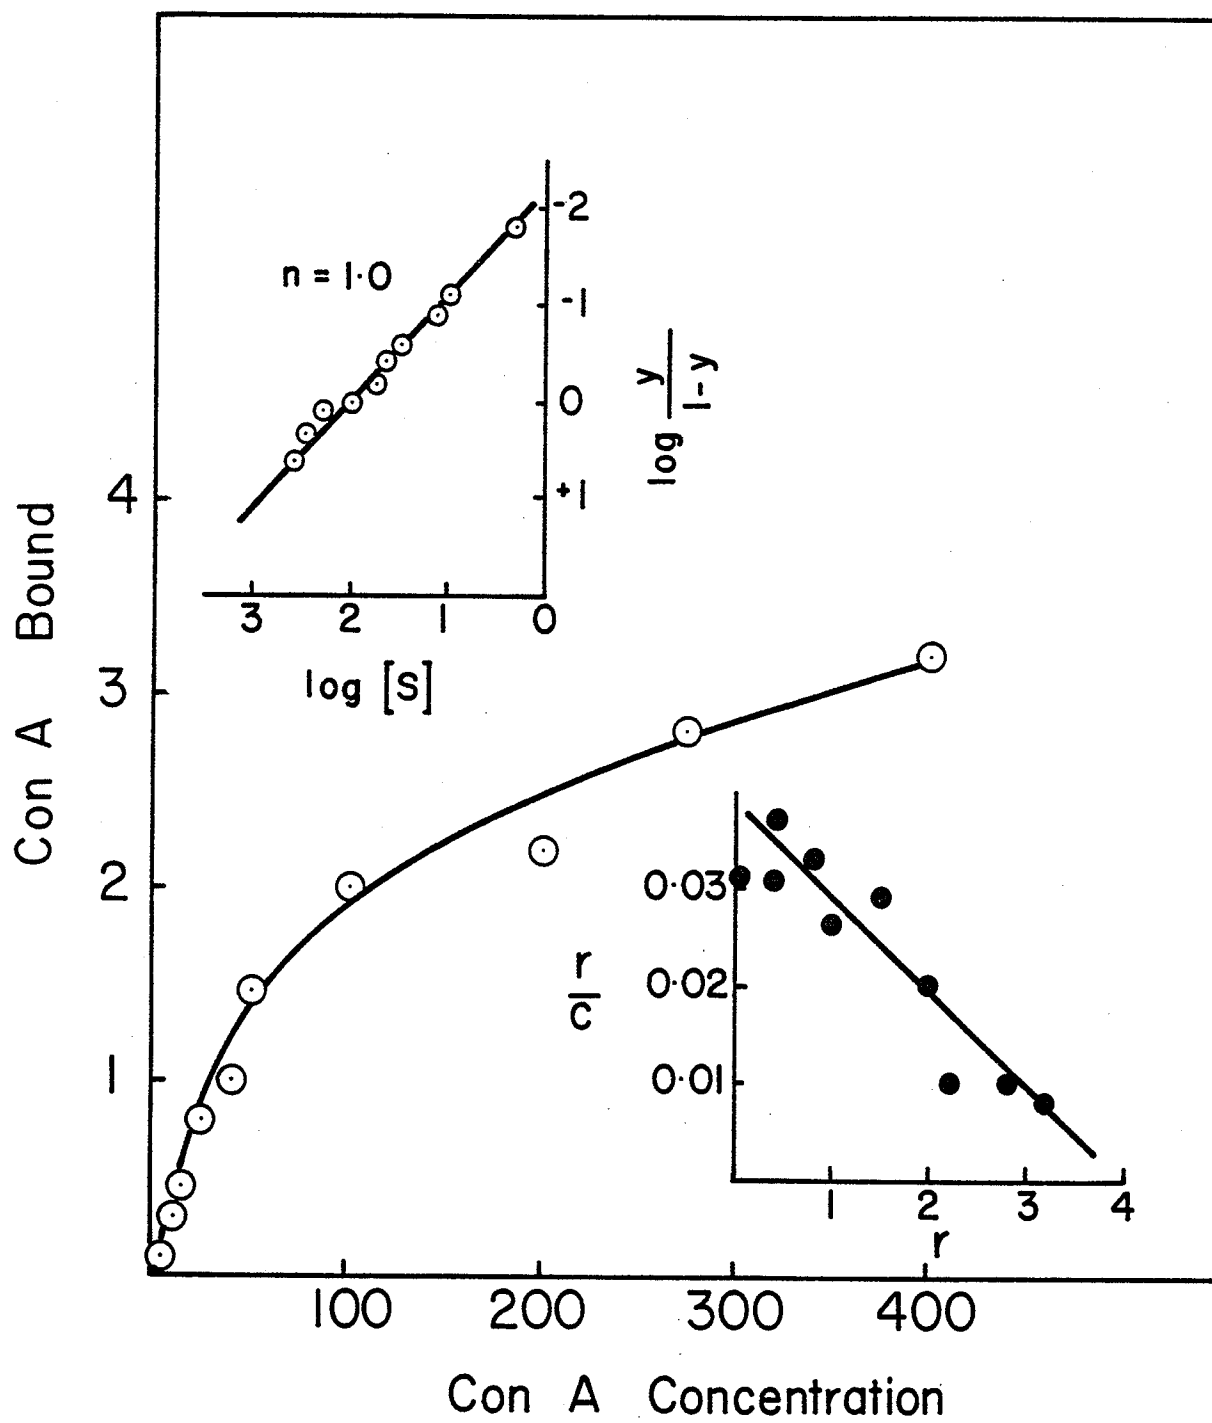 -2
n = 1·0
-1
log y / 1-y
0
+1
4
3 2 1 0
log [S]
3
Con A Bound
2
0·03
r / c
0·02
1
0·01
1 2 3 4
r
100 200 300 400
Con A Concentration